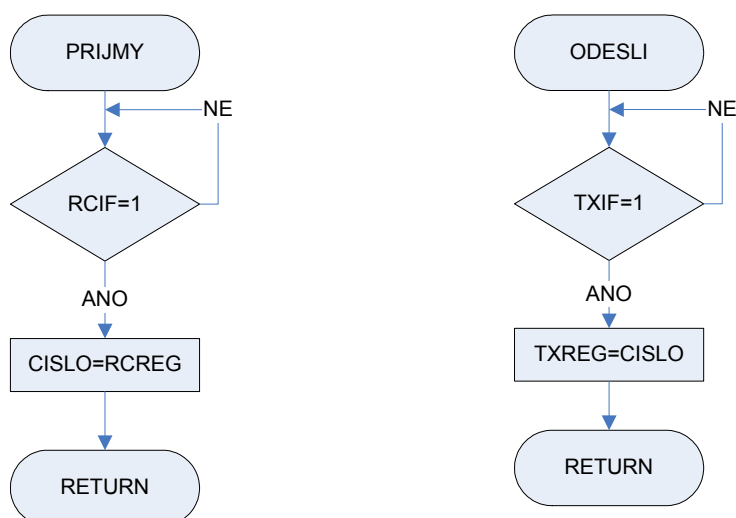 PRIJMY
NE
RCIF=1
ANO
CISLO=RCREG
RETURN
ODESLI
NE
TXIF=1
ANO
TXREG=CISLO
RETURN